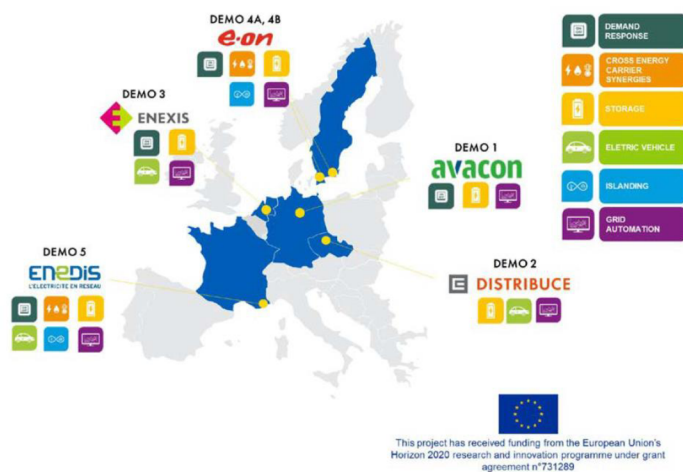 DEMO 4A, 4B
e·on
DEMO 3
ENEXIS
DEMO 1
avacon
DEMO 5
ENEDIS
L'ELECTRICITE EN RESEAU
DEMO 2
DISTRIBUCE
DEMAND
RESPONSE
CROSS ENERGY
CARRIER
SYNERGIES
STORAGE
ELETRIC VEHICLE
ISLANDING
GRID
AUTOMATION
This project has received funding from the European Union's
Horizon 2020 research and innovation programme under grant
agreement n°731289